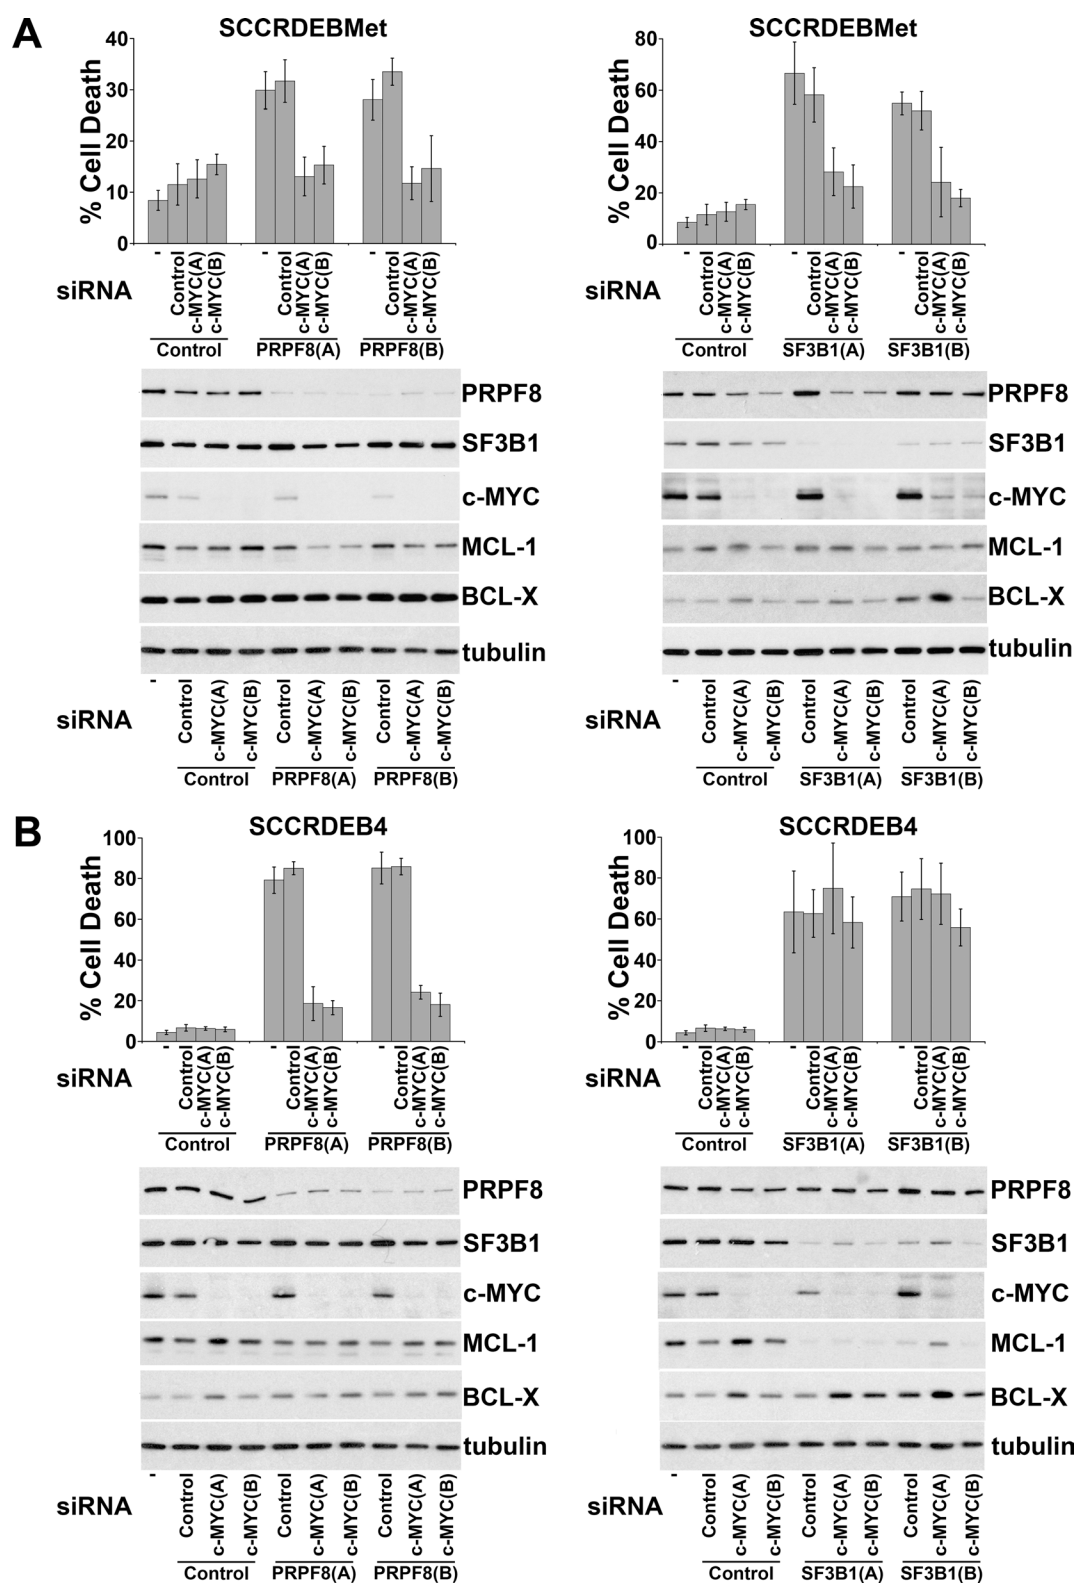 A
SCCRDEBMet
% Cell Death
40
30
20
10
0
siRNA
- Control c-MYC(A) c-MYC(B) - Control c-MYC(A) c-MYC(B) - Control c-MYC(A) c-MYC(B)
Control PRPF8(A) PRPF8(B)
PRPF8
SF3B1
c-MYC
MCL-1
BCL-X
tubulin
siRNA
- Control c-MYC(A) c-MYC(B) Control c-MYC(A) c-MYC(B) Control c-MYC(A) c-MYC(B)
Control PRPF8(A) PRPF8(B)
SCCRDEBMet
% Cell Death
80
60
40
20
0
siRNA
- Control c-MYC(A) c-MYC(B) - Control c-MYC(A) c-MYC(B) - Control c-MYC(A) c-MYC(B)
Control SF3B1(A) SF3B1(B)
PRPF8
SF3B1
c-MYC
MCL-1
BCL-X
tubulin
siRNA
- Control c-MYC(A) c-MYC(B) Control c-MYC(A) c-MYC(B) Control c-MYC(A) c-MYC(B)
Control SF3B1(A) SF3B1(B)
B
SCCRDEB4
% Cell Death
100
80
60
40
20
0
siRNA
- Control c-MYC(A) c-MYC(B) - Control c-MYC(A) c-MYC(B) - Control c-MYC(A) c-MYC(B)
Control PRPF8(A) PRPF8(B)
PRPF8
SF3B1
c-MYC
MCL-1
BCL-X
tubulin
siRNA
- Control c-MYC(A) c-MYC(B) Control c-MYC(A) c-MYC(B) Control c-MYC(A) c-MYC(B)
Control PRPF8(A) PRPF8(B)
SCCRDEB4
% Cell Death
100
80
60
40
20
0
siRNA
- Control c-MYC(A) c-MYC(B) - Control c-MYC(A) c-MYC(B) - Control c-MYC(A) c-MYC(B)
Control SF3B1(A) SF3B1(B)
PRPF8
SF3B1
c-MYC
MCL-1
BCL-X
tubulin
siRNA
- Control c-MYC(A) c-MYC(B) Control c-MYC(A) c-MYC(B) Control c-MYC(A) c-MYC(B)
Control SF3B1(A) SF3B1(B)